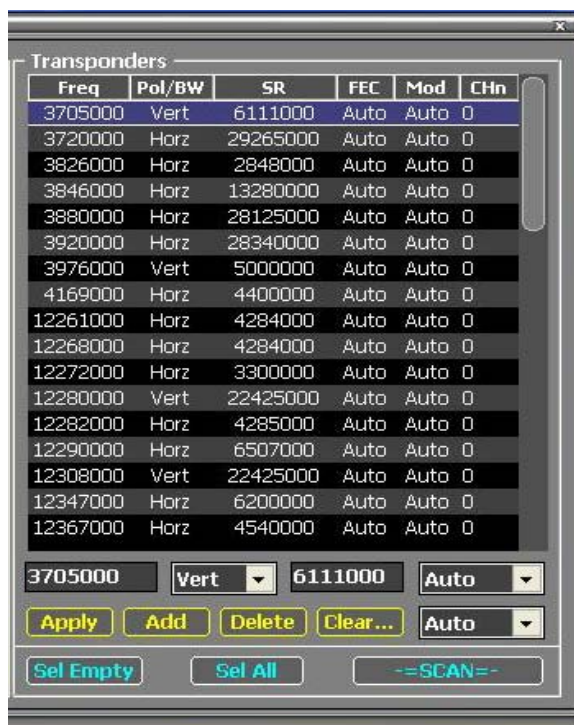 x
Transponders
Freq Pol/BW SR FEC Mod CHn
3705000 Vert 6111000 Auto Auto 0
3720000 Horz 29265000 Auto Auto 0
3826000 Horz 2848000 Auto Auto 0
3846000 Horz 13280000 Auto Auto 0
3880000 Horz 28125000 Auto Auto 0
3920000 Horz 28340000 Auto Auto 0
3976000 Vert 5000000 Auto Auto 0
4169000 Horz 4400000 Auto Auto 0
12261000 Horz 4284000 Auto Auto 0
12268000 Horz 4284000 Auto Auto 0
12272000 Horz 3300000 Auto Auto 0
12280000 Vert 22425000 Auto Auto 0
12282000 Horz 4285000 Auto Auto 0
12290000 Horz 6507000 Auto Auto 0
12308000 Vert 22425000 Auto Auto 0
12347000 Horz 6200000 Auto Auto 0
12367000 Horz 4540000 Auto Auto 0
3705000 Vert 6111000 Auto
Apply Add Delete Clear... Auto
Sel Empty Sel All -=SCAN=-